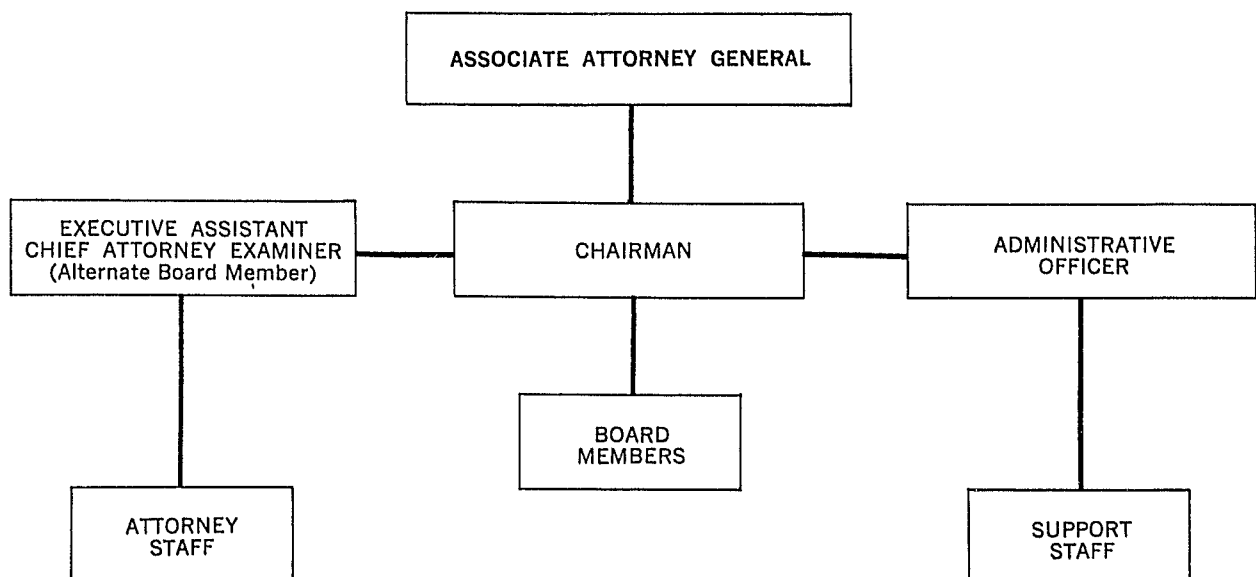 ASSOCIATE ATTORNEY GENERAL
EXECUTIVE ASSISTANT
CHIEF ATTORNEY EXAMINER
(Alternate Board Member)
CHAIRMAN
ADMINISTRATIVE
OFFICER
BOARD
MEMBERS
ATTORNEY
STAFF
SUPPORT
STAFF